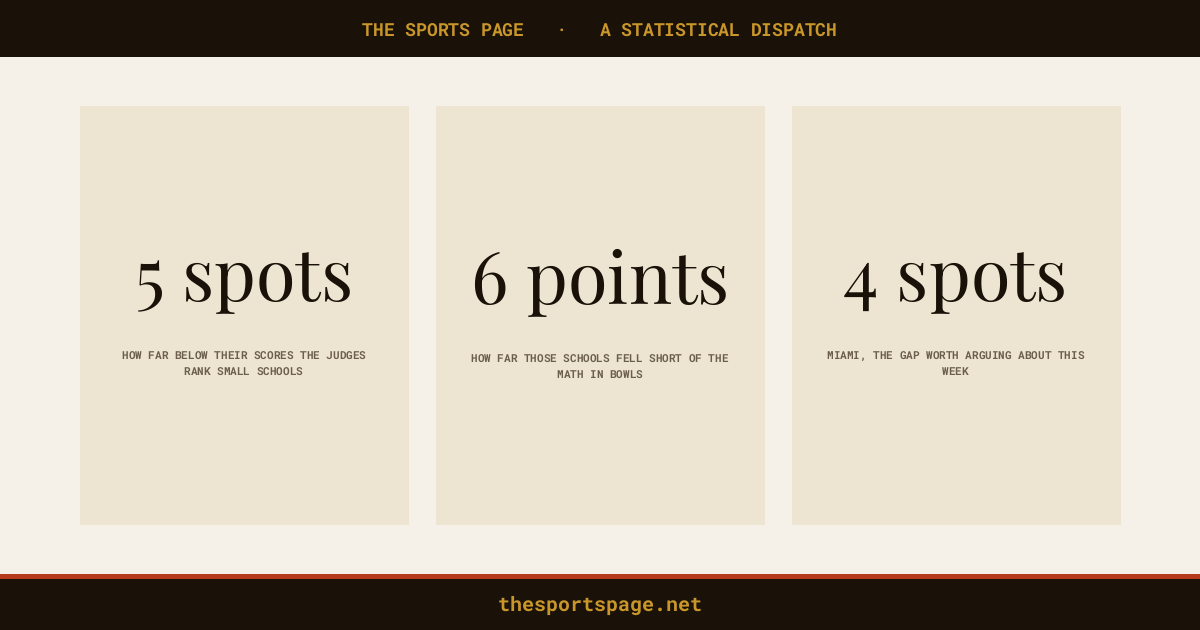 THE SPORTS PAGE · A STATISTICAL DISPATCH
5 spots
HOW FAR BELOW THEIR SCORES THE JUDGES
RANK SMALL SCHOOLS
6 points
HOW FAR THOSE SCHOOLS FELL SHORT OF THE
MATH IN BOWLS
4 spots
MIAMI, THE GAP WORTH ARGUING ABOUT THIS
WEEK
thesportspage.net